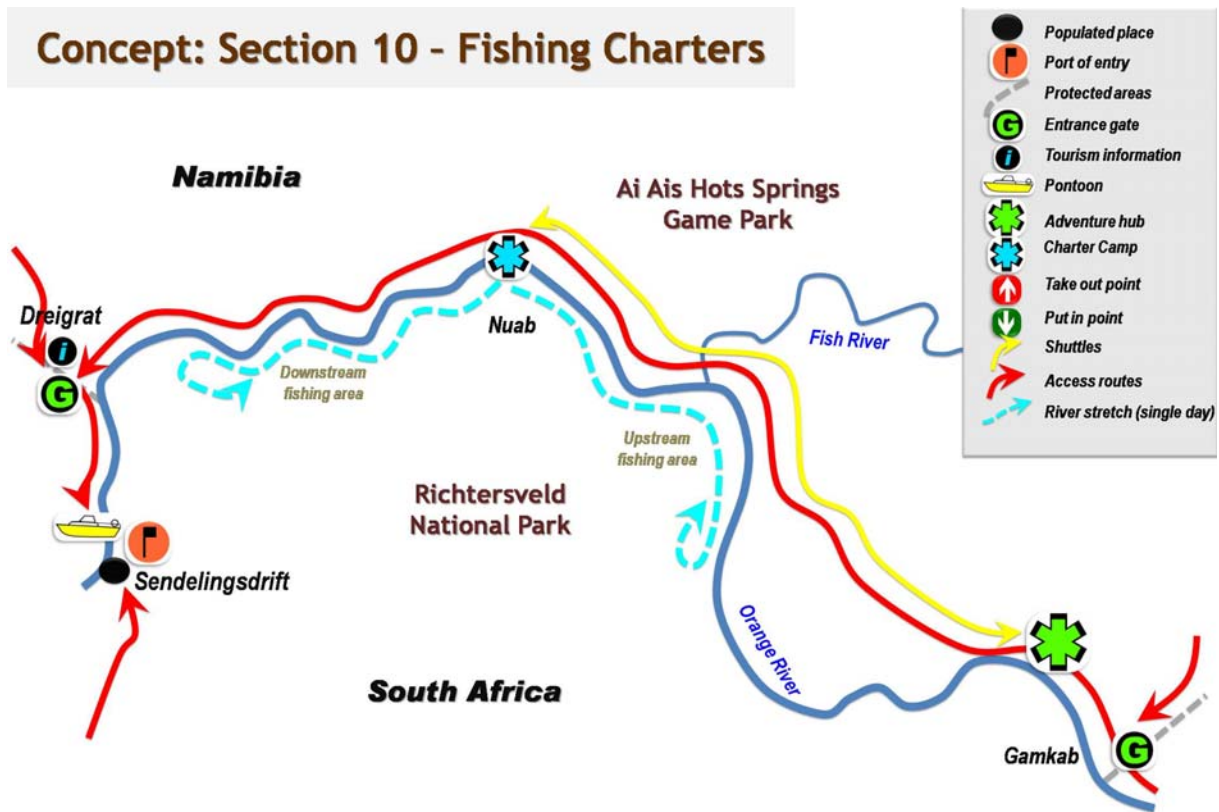 Concept: Section 10 – Fishing Charters
Populated place
Port of entry
Protected areas
G
Entrance gate
i
Tourism information
Pontoon
Adventure hub
Charter Camp
Take out point
Put in point
Shuttles
Access routes
River stretch (single day)
Namibia
Ai Ais Hots Springs
Game Park
Dreigrat
i
G
Nuab
Fish River
Downstream
fishing area
Upstream
fishing area
Richtersveld
National Park
Sendelingsdrift
Orange River
South Africa
Gamkab
G